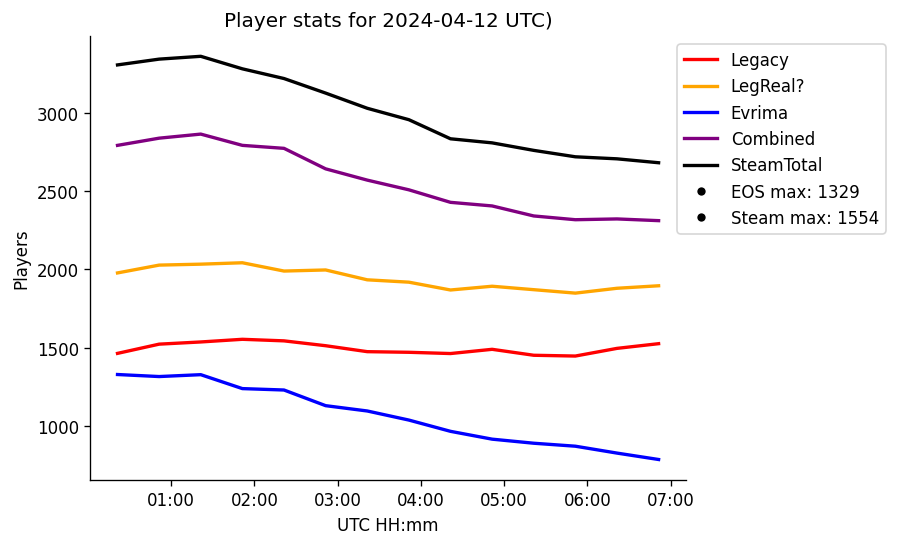 Player stats for 2024-04-12 UTC)
Legacy
LegReal?
Evrima
Combined
SteamTotal
EOS max: 1329
Steam max: 1554
Players
3000
2500
2000
1500
1000
01:00 02:00 03:00 04:00 05:00 06:00 07:00
UTC HH:mm